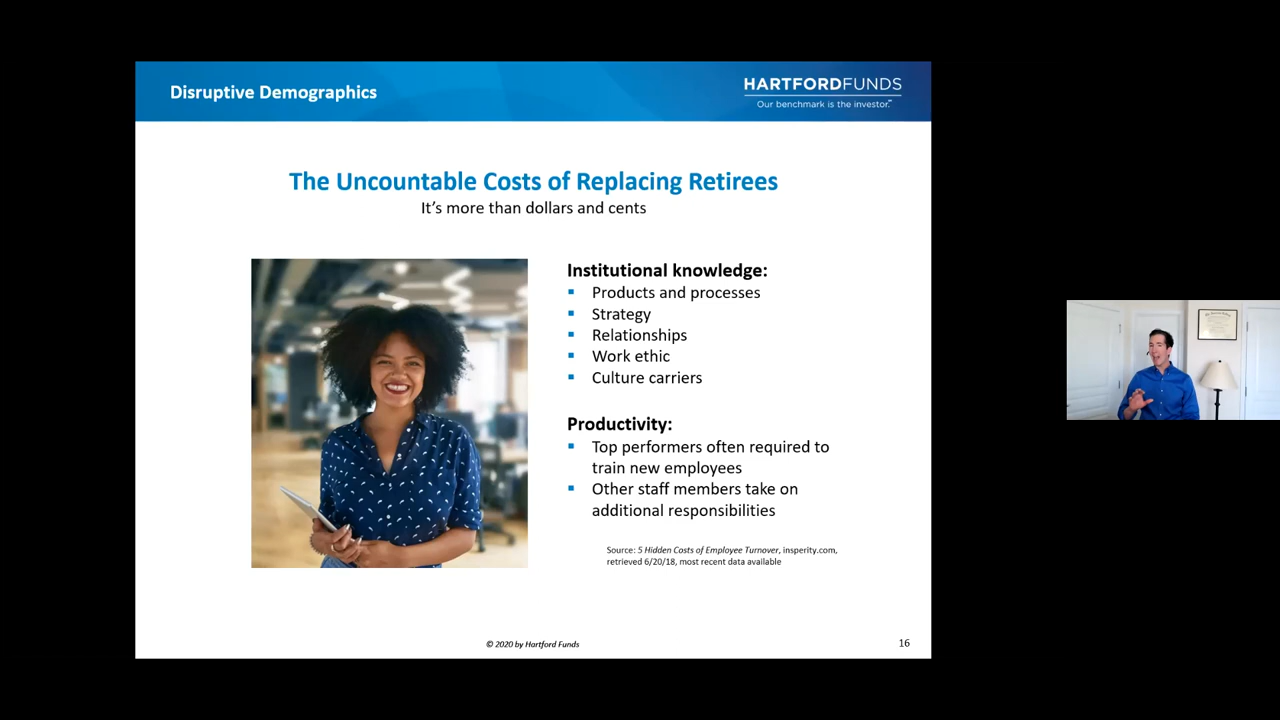 Disruptive Demographics
HARTFORDFUNDS
Our benchmark is the investor.℠
The Uncountable Costs of Replacing Retirees
It's more than dollars and cents
Institutional knowledge:
▪ Products and processes
▪ Strategy
▪ Relationships
▪ Work ethic
▪ Culture carriers
Productivity:
▪ Top performers often required to
train new employees
▪ Other staff members take on
additional responsibilities
Source: 5 Hidden Costs of Employee Turnover, insperity.com,
retrieved 6/20/18, most recent data available
© 2020 by Hartford Funds
16